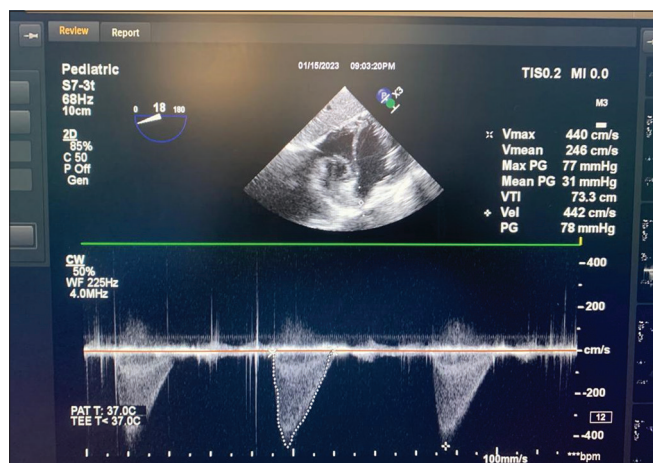 Review Report
Pediatric
S7-3t
68Hz
10cm
2D
85%
C 50
P Off
Gen
0 18 180
01/15/2023 09:03:20PM
X3
TIS0.2 MI 0.0
M3
Vmax 440 cm/s
Vmean 246 cm/s
Max PG 77 mmHg
Mean PG 31 mmHg
VTI 73.3 cm
Vel 442 cm/s
PG 78 mmHg
CW
50%
WF 225Hz
4.0MHz
-400
-200
cm/s
-200
12
-400
PAT T: 37.0C
TEE T< 37.0C
100mm/s ***bpm